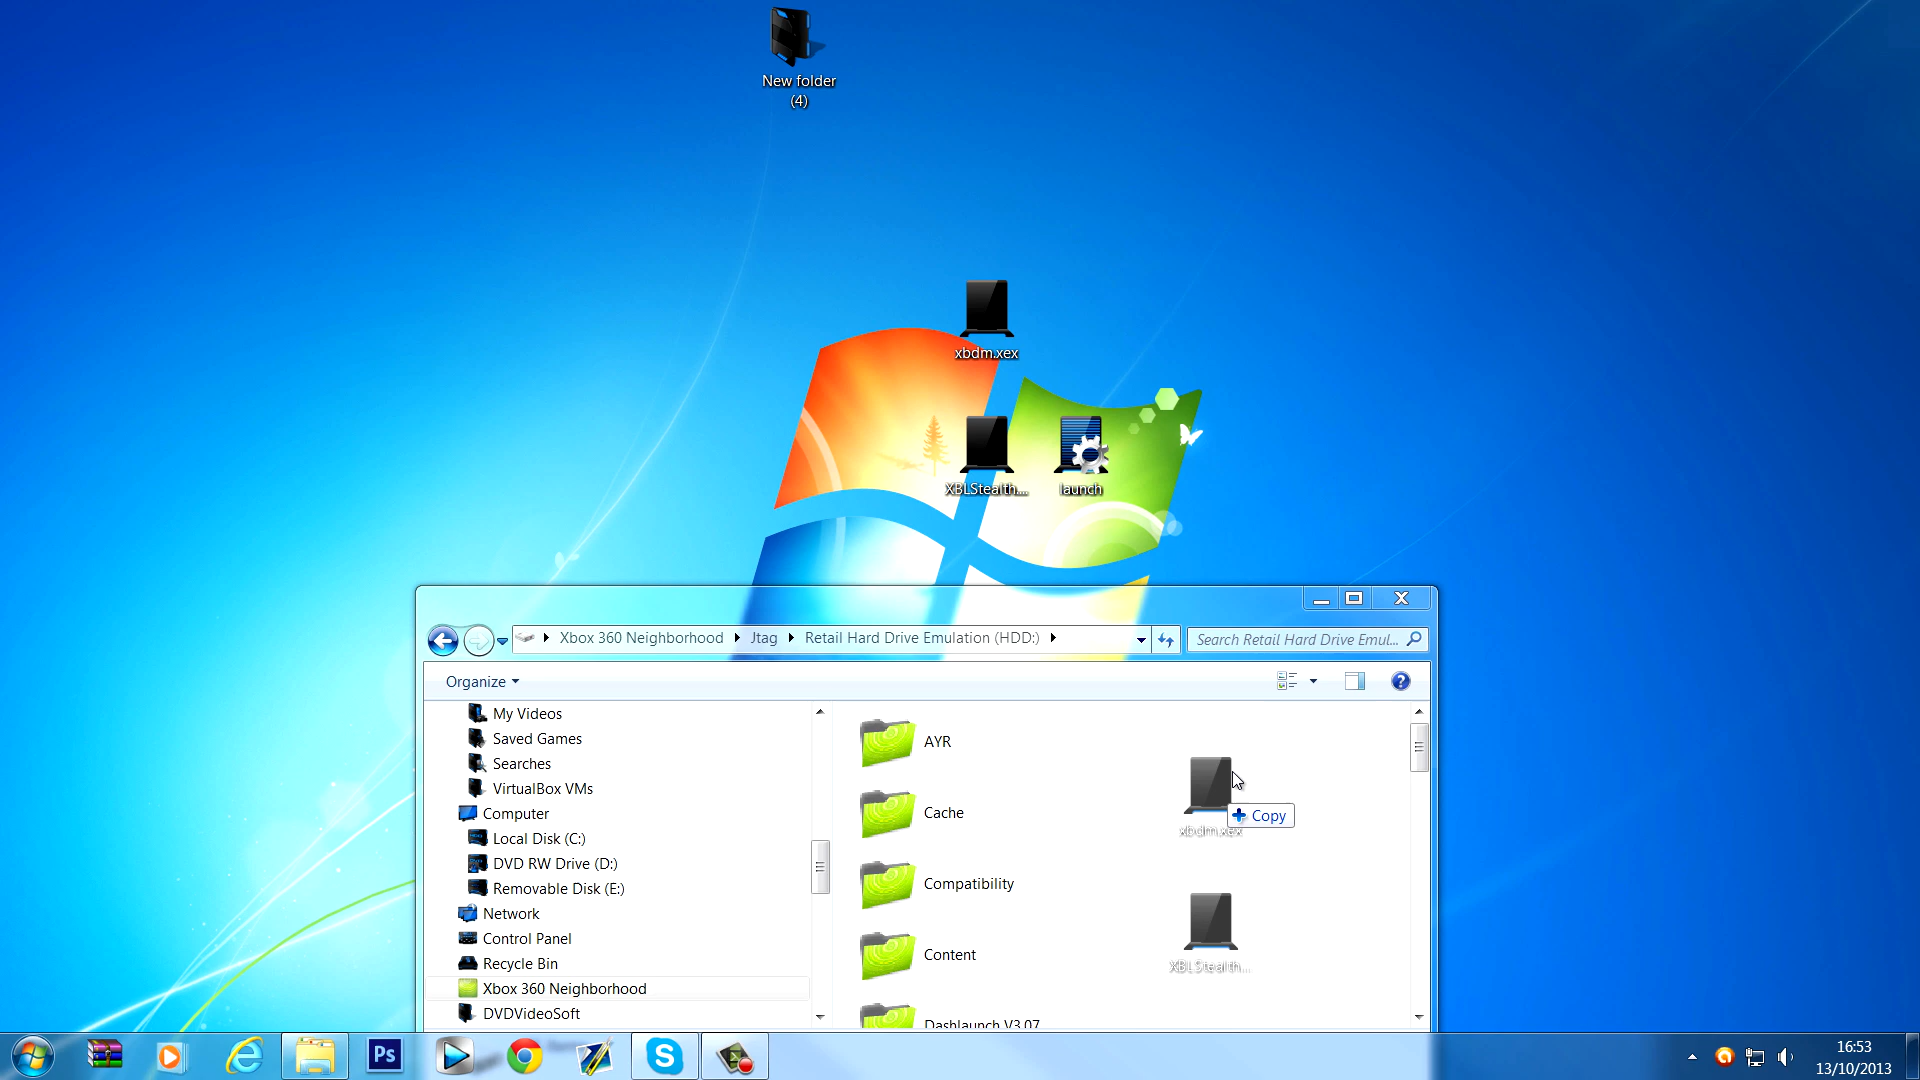 New folder
(4)
xbdm.xex
XBLStealth....
launch
Xbox 360 Neighborhood
Jtag
Retail Hard Drive Emulation (HDD:)
Search Retail Hard Drive Emul...
Organize
My Videos
Saved Games
Searches
VirtualBox VMs
Computer
Local Disk (C:)
DVD RW Drive (D:)
Removable Disk (E:)
Network
Control Panel
Recycle Bin
Xbox 360 Neighborhood
DVDVideoSoft
AYR
Cache
Compatibility
Content
Dashlaunch V3.07
Copy
xbdm.xex
XBLStealth...
Ps
16:53
13/10/2013